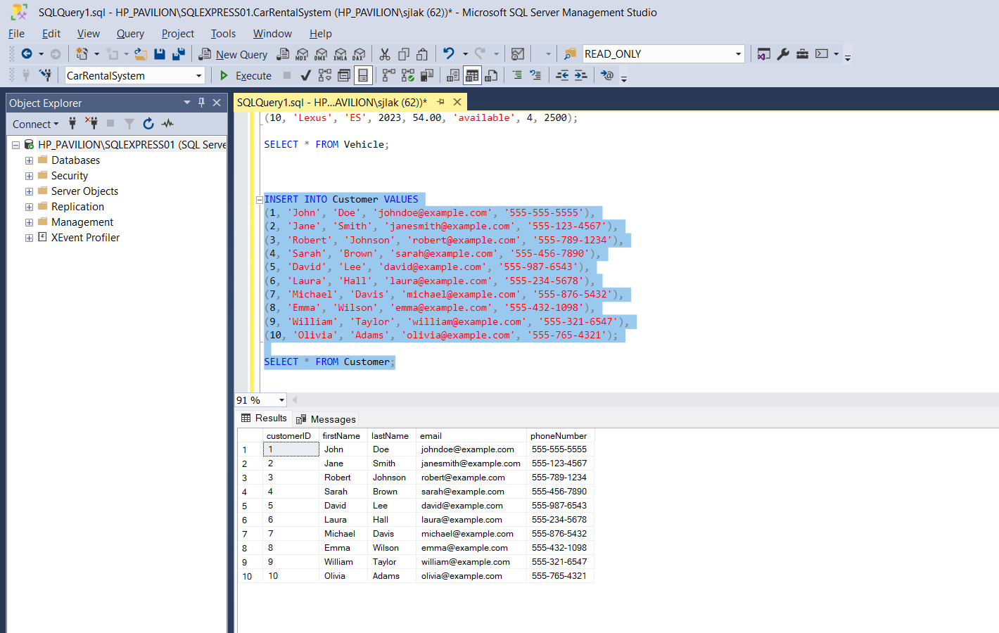 SQLQuery1.sql - HP_PAVILION\SQLEXPRESS01.CarRentalSystem (HP_PAVILION\sjlak (62))* - Microsoft SQL Server Management Studio
File Edit View Query Project Tools Window Help
New Query MDX DMX XMLA DAX READ_ONLY
CarRentalSystem Execute
Object Explorer
Connect
HP_PAVILION\SQLEXPRESS01 (SQL Serve
Databases
Security
Server Objects
Replication
Management
XEvent Profiler
SQLQuery1.sql - HP...AVILION\sjlak (62))*
(10, 'Lexus', 'ES', 2023, 54.00, 'available', 4, 2500);
SELECT * FROM Vehicle;
INSERT INTO Customer VALUES
(1, 'John', 'Doe', 'johndoe@example.com', '555-555-5555'),
(2, 'Jane', 'Smith', 'janesmith@example.com', '555-123-4567'),
(3, 'Robert', 'Johnson', 'robert@example.com', '555-789-1234'),
(4, 'Sarah', 'Brown', 'sarah@example.com', '555-456-7890'),
(5, 'David', 'Lee', 'david@example.com', '555-987-6543'),
(6, 'Laura', 'Hall', 'laura@example.com', '555-234-5678'),
(7, 'Michael', 'Davis', 'michael@example.com', '555-876-5432'),
(8, 'Emma', 'Wilson', 'emma@example.com', '555-432-1098'),
(9, 'William', 'Taylor', 'william@example.com', '555-321-6547'),
(10, 'Olivia', 'Adams', 'olivia@example.com', '555-765-4321');
SELECT * FROM Customer;
91 %
Results Messages
customerID firstName lastName email phoneNumber
1 1 John Doe johndoe@example.com 555-555-5555
2 2 Jane Smith janesmith@example.com 555-123-4567
3 3 Robert Johnson robert@example.com 555-789-1234
4 4 Sarah Brown sarah@example.com 555-456-7890
5 5 David Lee david@example.com 555-987-6543
6 6 Laura Hall laura@example.com 555-234-5678
7 7 Michael Davis michael@example.com 555-876-5432
8 8 Emma Wilson emma@example.com 555-432-1098
9 9 William Taylor william@example.com 555-321-6547
10 10 Olivia Adams olivia@example.com 555-765-4321